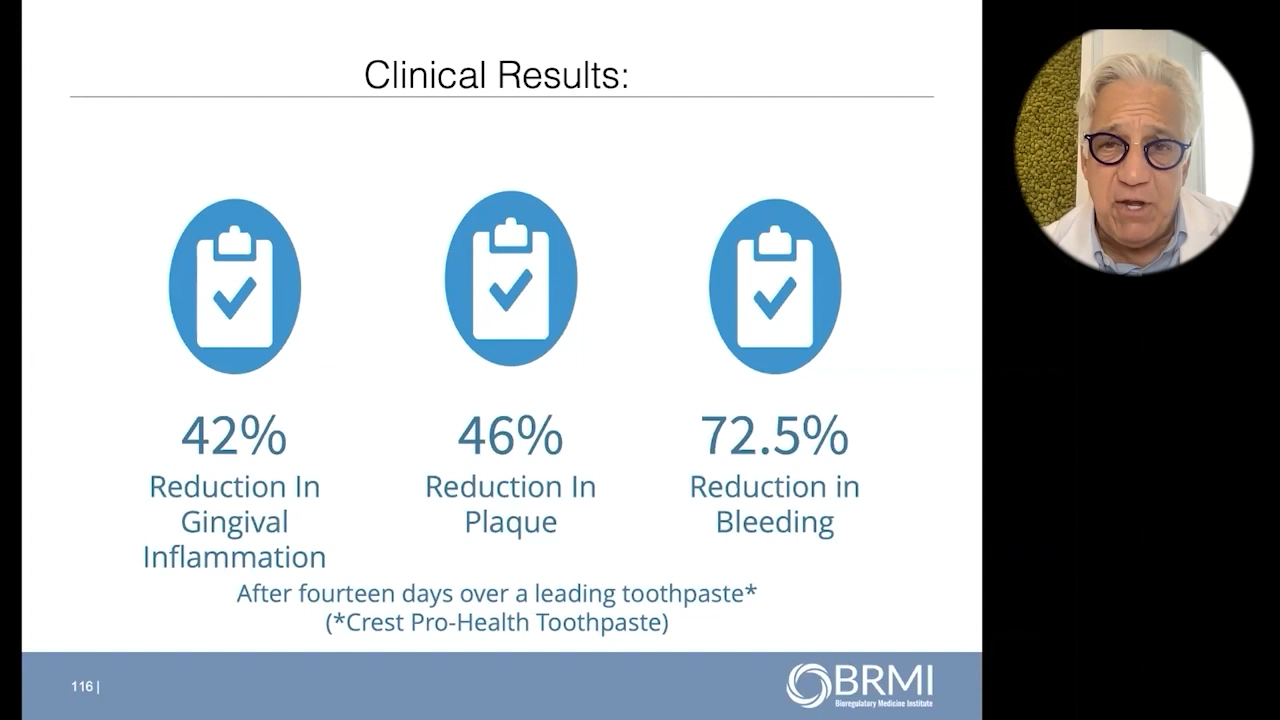 Clinical Results:
42%
Reduction In
Gingival
Inflammation
46%
Reduction In
Plaque
72.5%
Reduction in
Bleeding
After fourteen days over a leading toothpaste*
(*Crest Pro-Health Toothpaste)
116 |
BRMI
Bioregulatory Medicine Institute